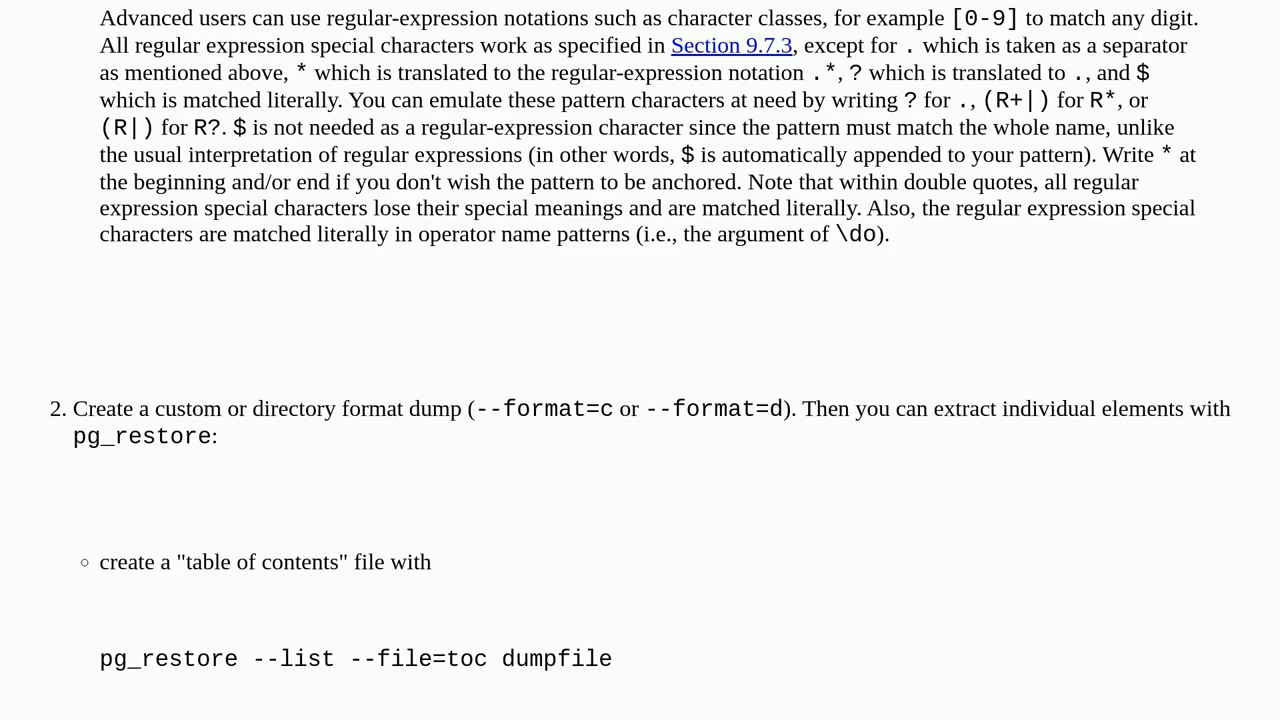 Advanced users can use regular-expression notations such as character classes, for example [0-9] to match any digit.
All regular expression special characters work as specified in Section 9.7.3, except for . which is taken as a separator
as mentioned above, * which is translated to the regular-expression notation .*, ? which is translated to ., and $
which is matched literally. You can emulate these pattern characters at need by writing ? for ., (R+|) for R*, or
(R|) for R?. $ is not needed as a regular-expression character since the pattern must match the whole name, unlike
the usual interpretation of regular expressions (in other words, $ is automatically appended to your pattern). Write * at
the beginning and/or end if you don't wish the pattern to be anchored. Note that within double quotes, all regular
expression special characters lose their special meanings and are matched literally. Also, the regular expression special
characters are matched literally in operator name patterns (i.e., the argument of \do).
2. Create a custom or directory format dump (--format=c or --format=d). Then you can extract individual elements with
pg_restore:
◦ create a "table of contents" file with
pg_restore --list --file=toc dumpfile